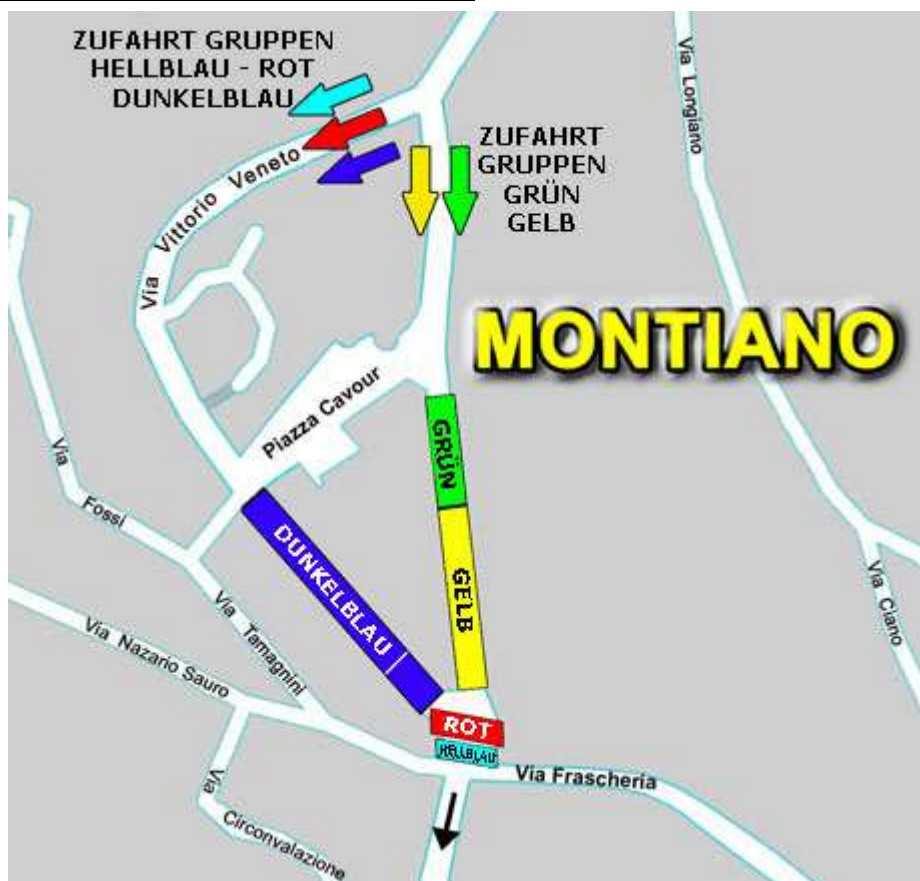 ZUFAHRT GRUPPEN
HELLBLAU - ROT
DUNKELBLAU
ZUFAHRT
GRUPPEN
GRÜN
GELB
Via Longiano
Via Vittorio Veneto
MONTIANO
Piazza Cavour
GRÜN
Via Fossi
DUNKELBLAU
GELB
Via Ciano
Via Tamagnini
Via Nazario Sauro
ROT
HELLBLAU
Via Frascheria
Via Circonvalazione